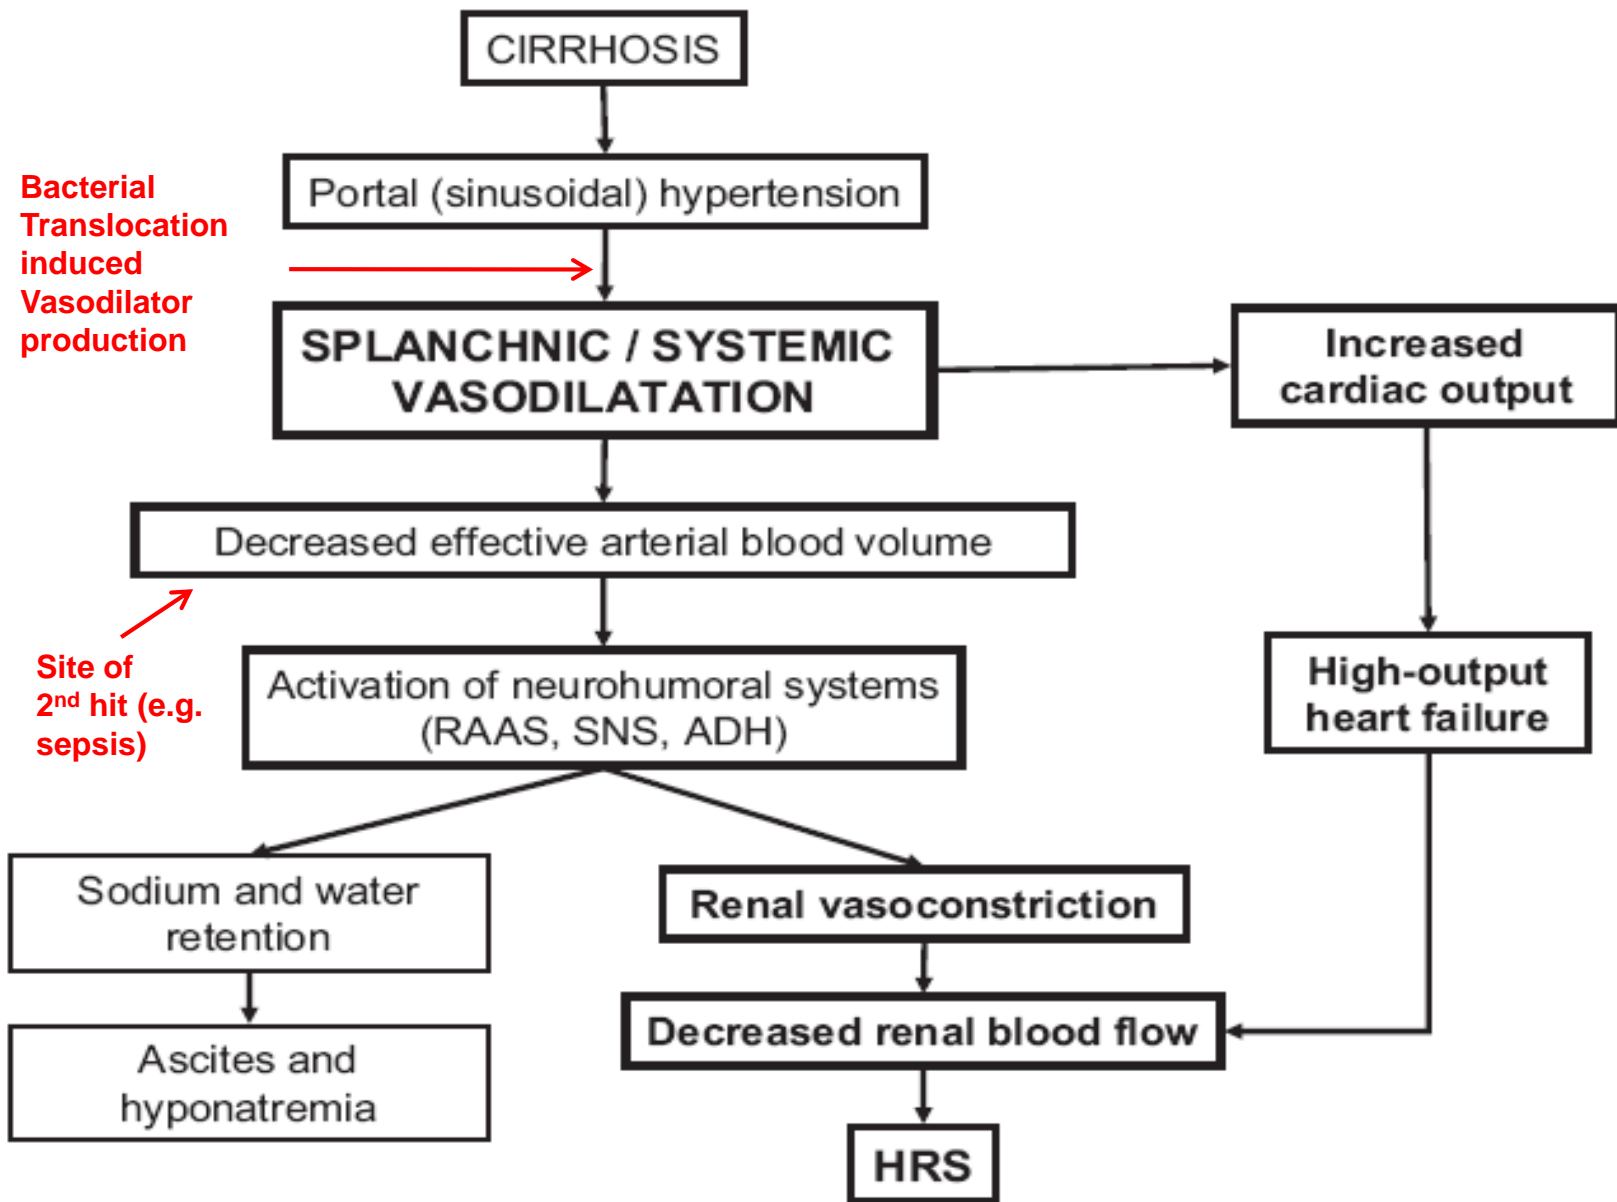 CIRRHOSIS
Portal (sinusoidal) hypertension
Bacterial
Translocation
induced
Vasodilator
production
SPLANCHNIC / SYSTEMIC
VASODILATATION
Increased
cardiac output
Decreased effective arterial blood volume
Site of
2nd hit (e.g.
sepsis)
Activation of neurohumoral systems
(RAAS, SNS, ADH)
High-output
heart failure
Sodium and water
retention
Renal vasoconstriction
Ascites and
hyponatremia
Decreased renal blood flow
HRS